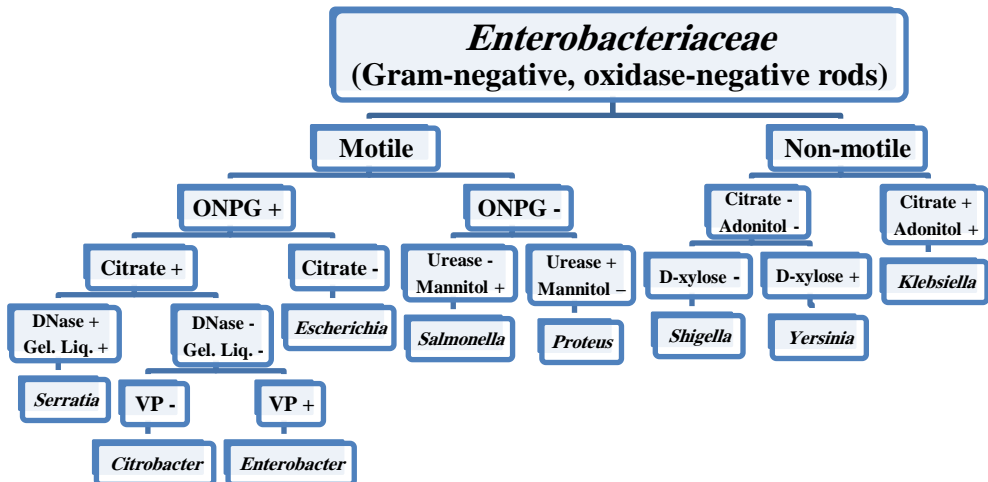 Enterobacteriaceae
(Gram-negative, oxidase-negative rods)
Motile
Non-motile
ONPG +
ONPG -
Citrate -
Adonitol -
Citrate +
Adonitol +
Citrate +
Citrate -
Urease -
Mannitol +
Urease +
Mannitol –
D-xylose -
D-xylose +
Klebsiella
DNase +
Gel. Liq. +
DNase -
Gel. Liq. -
Escherichia
Salmonella
Proteus
Shigella
Yersinia
Serratia
VP -
VP +
Citrobacter
Enterobacter